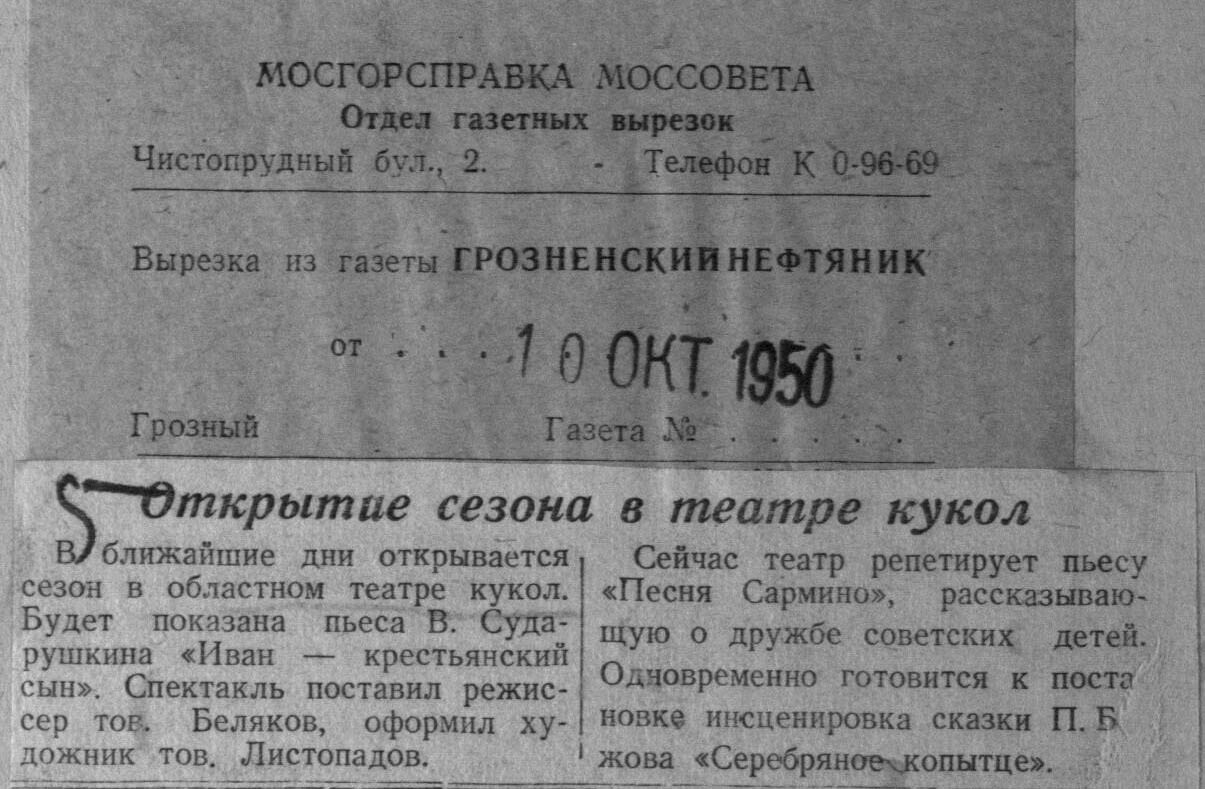 МОСГОРСПРАВКА МОССОВЕТА
Отдел газетных вырезок
Чистопрудный бул., 2. - Телефон К 0-96-69
Вырезка из газеты ГРОЗНЕНСКИЙ НЕФТЯНИК
от . . . 10 ОКТ. 1950 . . .
Грозный Газета № . . . . .
Открытие сезона в театре кукол
В ближайшие дни открывается
сезон в областном театре кукол.
Будет показана пьеса В. Суда-
рушкина «Иван — крестьянский
сын». Спектакль поставил режис-
сер тов. Беляков, оформил ху-
дожник тов. Листопадов.
Сейчас театр репетирует пьесу
«Песня Сармино», рассказываю-
щую о дружбе советских детей.
Одновременно готовится к поста
новке инсценировка сказки П. Б
жова «Серебряное копытце».